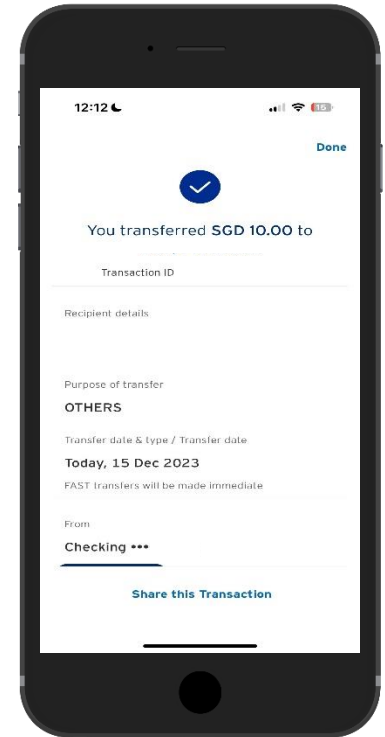 12:12
15
Done
You transferred SGD 10.00 to
Transaction ID
Recipient details
Purpose of transfer
OTHERS
Transfer date & type / Transfer date
Today, 15 Dec 2023
FAST transfers will be made immediate
From
Checking •••
Share this Transaction